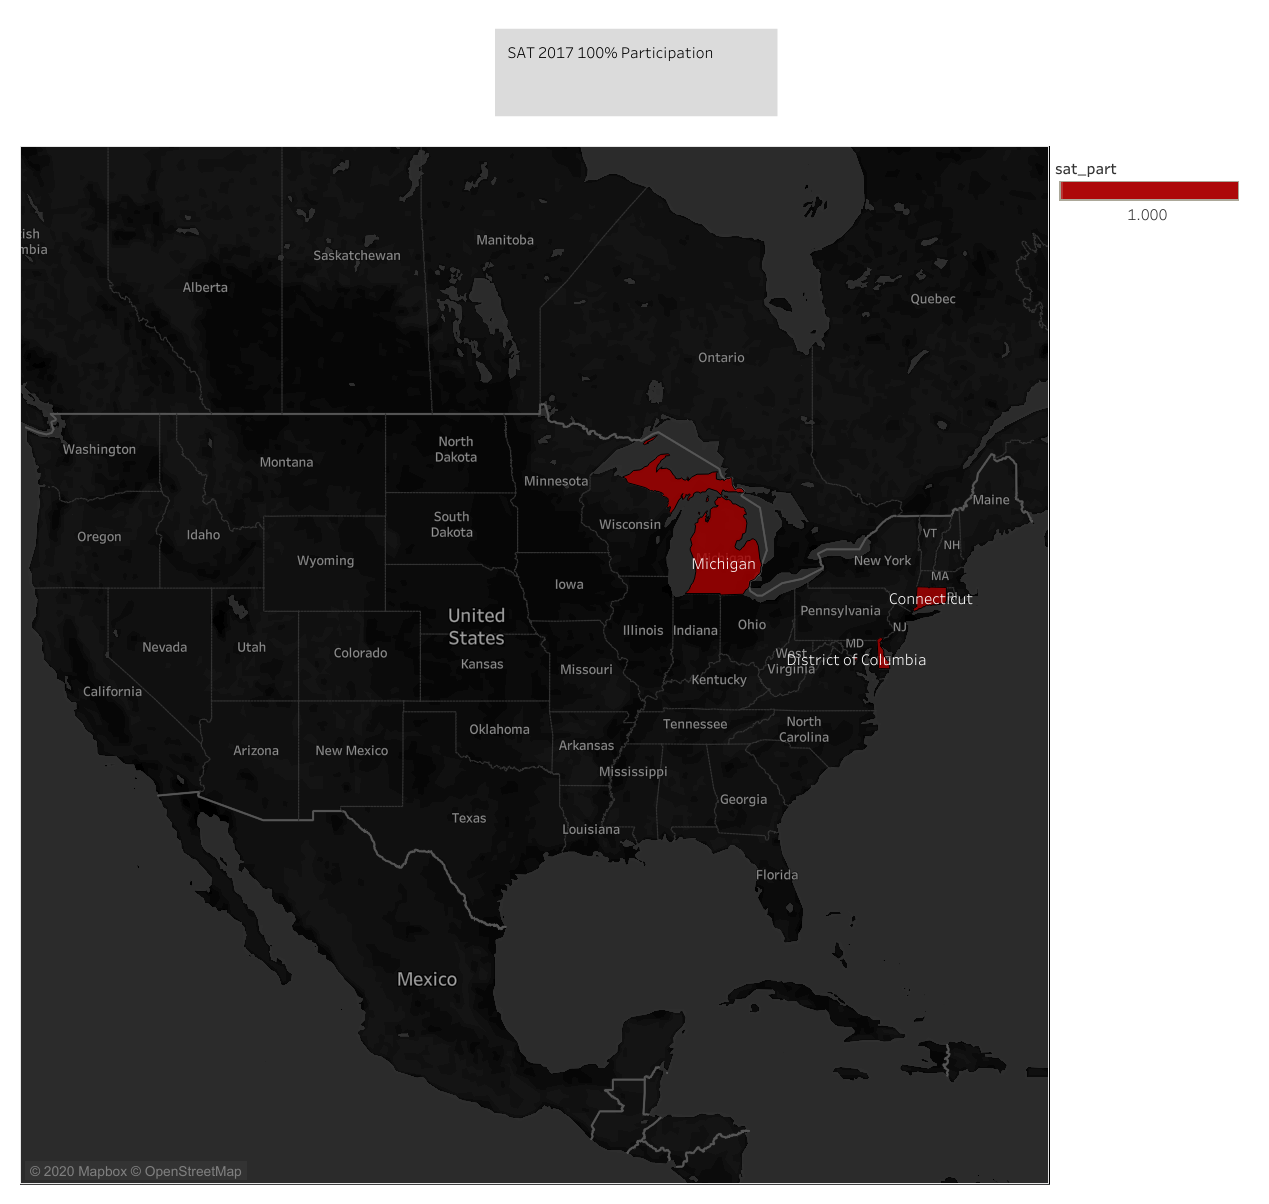 SAT 2017 100% Participation
sat_part
1.000
Manitoba
Saskatchewan
Alberta
Quebec
Ontario
Washington
North
Dakota
Montana
Minnesota
Maine
South
Dakota
Wisconsin
Oregon
Idaho
VT
NH
Wyoming
New York
Michigan
MA
Iowa
Connecticut
Pennsylvania
United
States
Illinois
Indiana
Ohio
NJ
Nevada
Utah
Colorado
MD
West
Virginia
District of Columbia
Kansas
Missouri
Kentucky
California
Oklahoma
Tennessee
North
Carolina
Arizona
New Mexico
Arkansas
Mississippi
Georgia
Texas
Louisiana
Florida
Mexico
© 2020 Mapbox © OpenStreetMap